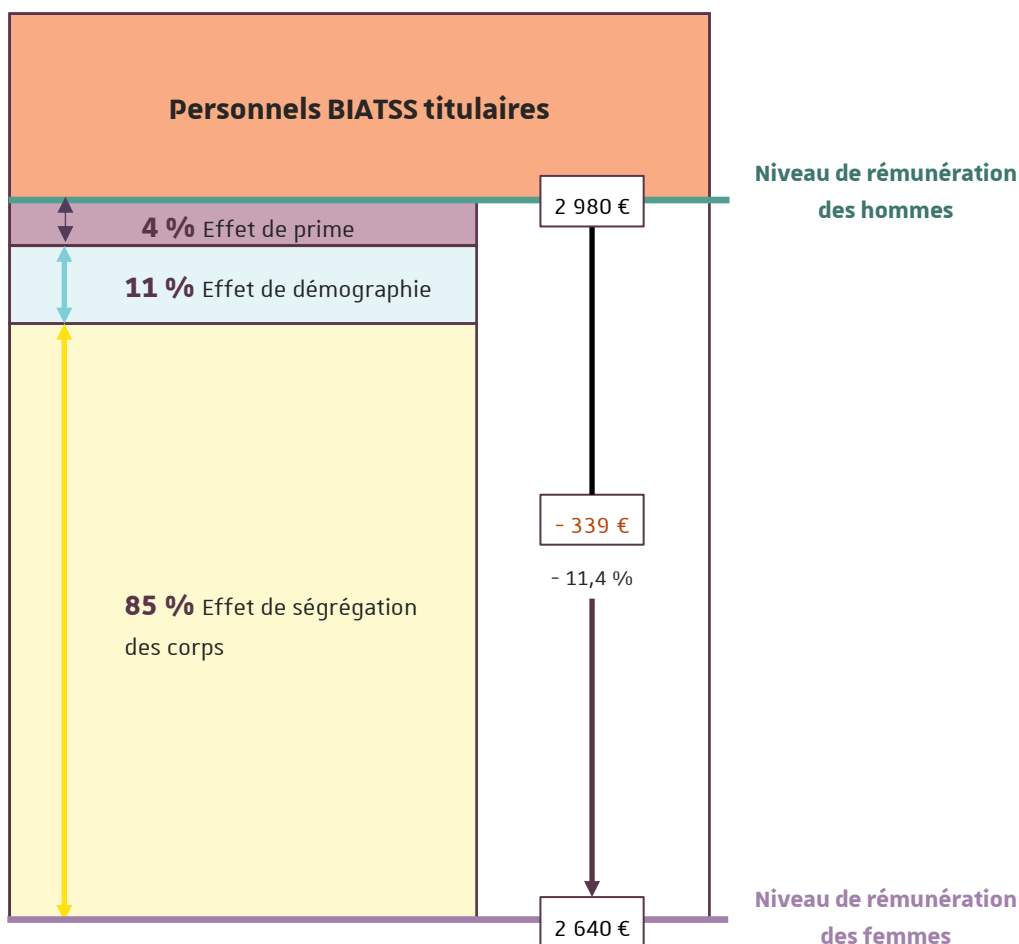 Personnels BIATSS titulaires
Niveau de rémunération
des hommes
2 980 €
4 % Effet de prime
11 % Effet de démographie
- 339 €
- 11,4 %
85 % Effet de ségrégation
des corps
Niveau de rémunération
des femmes
2 640 €